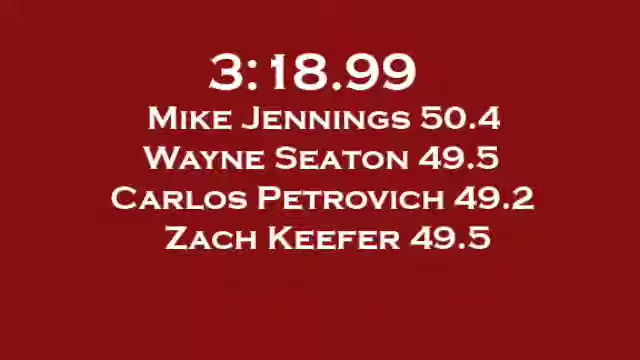 3:18.99
Mike Jennings 50.4
Wayne Seaton 49.5
Carlos Petrovich 49.2
Zach Keefer 49.5